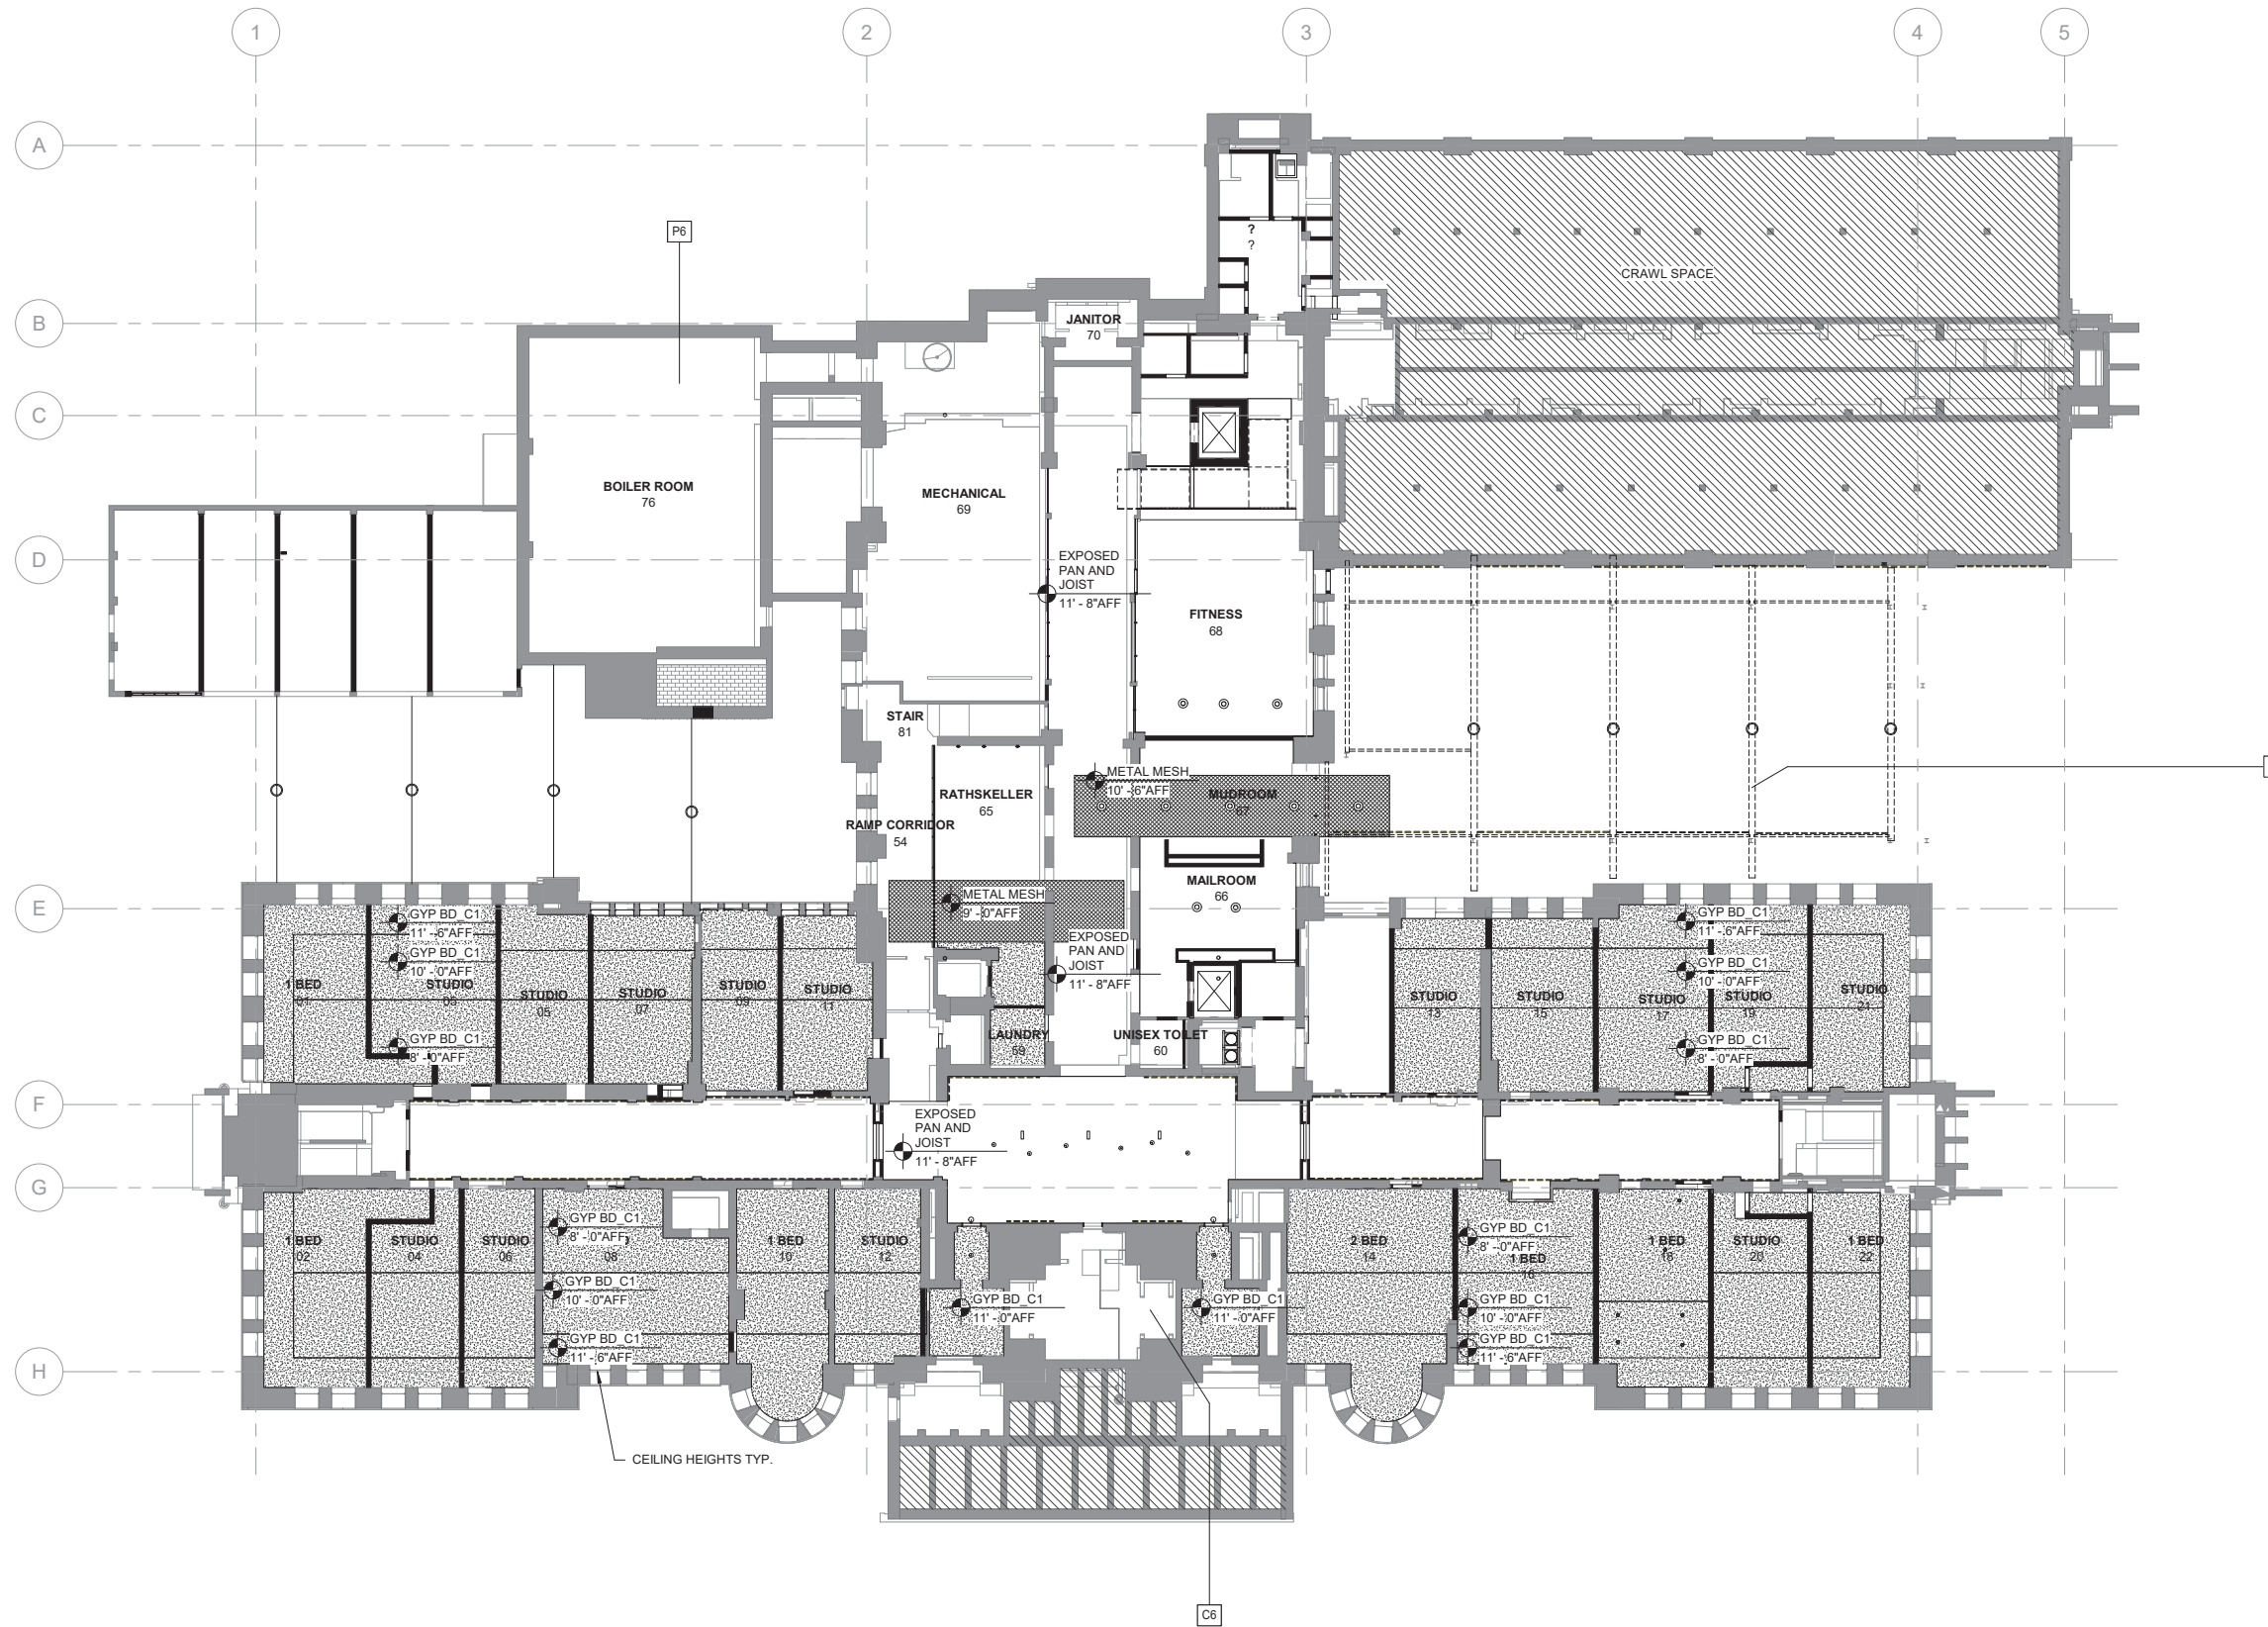 1
2
3
4
5
A
P6
?
?
CRAWL SPACE
B
JANITOR
70
C
BOILER ROOM
76
MECHANICAL
69
D
EXPOSED
PAN AND
JOIST
11' - 8"AFF
FITNESS
68
STAIR
81
METAL MESH
10' - 6"AFF
MUDROOM
67
RATHSKELLER
65
RAMP CORRIDOR
54
MAILROOM
66
METAL MESH
9' - 0"AFF
E
GYP BD_C1
11' - 6"AFF
GYP BD_C1
10' - 0"AFF
1 BED
01
STUDIO
03
STUDIO
05
STUDIO
07
STUDIO
09
STUDIO
11
GYP BD_C1
8' - 0"AFF
EXPOSED
PAN AND
JOIST
11' - 8"AFF
LAUNDRY
59
UNISEX TOILET
60
GYP BD_C1
11' - 6"AFF
GYP BD_C1
10' - 0"AFF
STUDIO
13
STUDIO
15
STUDIO
17
STUDIO
19
STUDIO
21
GYP BD_C1
8' - 0"AFF
F
EXPOSED
PAN AND
JOIST
11' - 8"AFF
G
1 BED
02
STUDIO
04
STUDIO
06
GYP BD_C1
8' - 0"AFF
08
1 BED
10
STUDIO
12
GYP BD_C1
10' - 0"AFF
GYP BD_C1
11' - 6"AFF
GYP BD_C1
11' - 0"AFF
GYP BD_C1
11' - 0"AFF
2 BED
14
GYP BD_C1
8' - 0"AFF
1 BED
16
GYP BD_C1
10' - 0"AFF
GYP BD_C1
11' - 6"AFF
1 BED
18
STUDIO
20
1 BED
22
H
CEILING HEIGHTS TYP.
C6